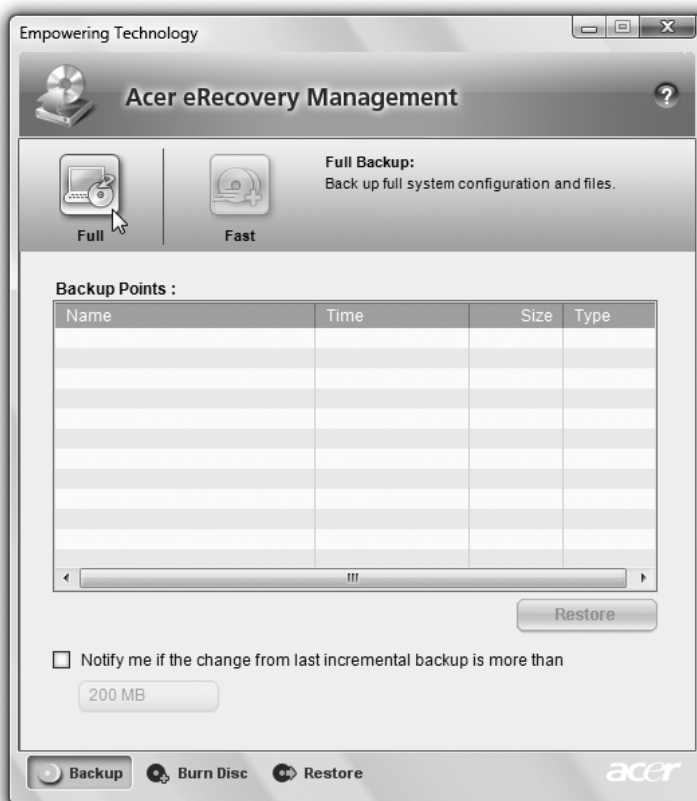 Empowering Technology
Acer eRecovery Management
?
Full Backup:
Back up full system configuration and files.
Full
Fast
Backup Points :
Name Time Size Type
Restore
Notify me if the change from last incremental backup is more than
200 MB
Backup Burn Disc Restore
acer